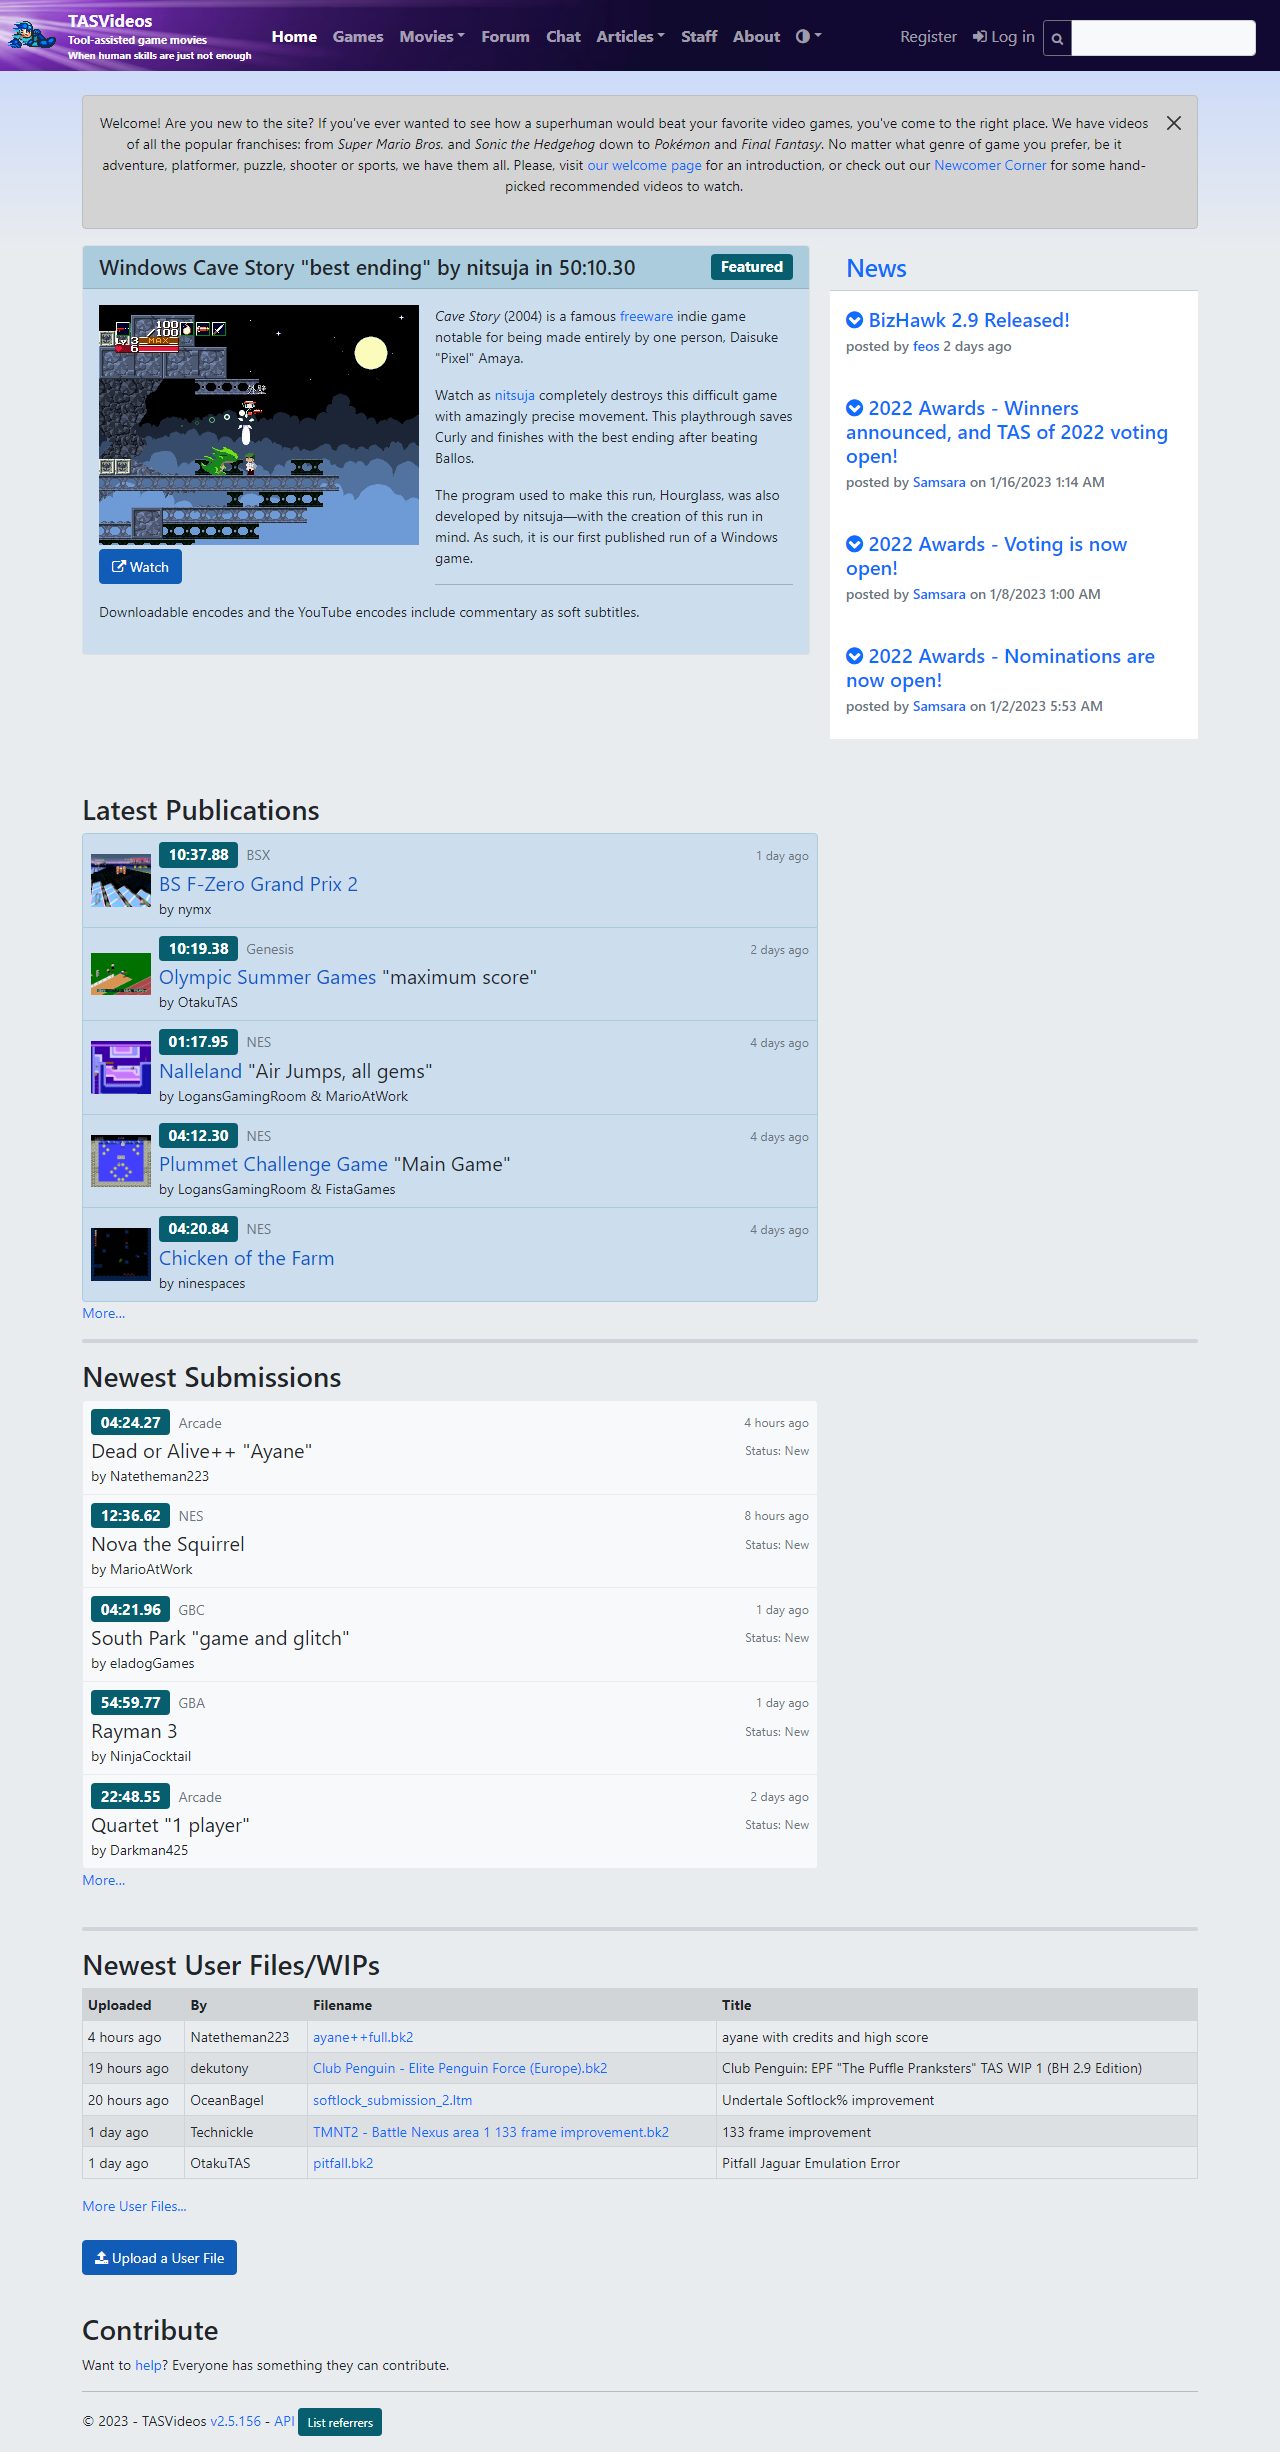 TASVideos
Tool-assisted game movies
When human skills are just not enough
Home Games Movies Forum Chat Articles Staff About Register Log in
Welcome! Are you new to the site? If you've ever wanted to see how a superhuman would beat your favorite video games, you've come to the right place. We have videos
of all the popular franchises: from Super Mario Bros. and Sonic the Hedgehog down to Pokémon and Final Fantasy. No matter what genre of game you prefer, be it
adventure, platformer, puzzle, shooter or sports, we have them all. Please, visit our welcome page for an introduction, or check out our Newcomer Corner for some hand-
picked recommended videos to watch.
Windows Cave Story "best ending" by nitsuja in 50:10.30 Featured
100
/100
Lv13 MAX
6
Cave Story (2004) is a famous freeware indie game
notable for being made entirely by one person, Daisuke
"Pixel" Amaya.
Watch as nitsuja completely destroys this difficult game
with amazingly precise movement. This playthrough saves
Curly and finishes with the best ending after beating
Ballos.
The program used to make this run, Hourglass, was also
developed by nitsuja—with the creation of this run in
mind. As such, it is our first published run of a Windows
game.
Watch
Downloadable encodes and the YouTube encodes include commentary as soft subtitles.
News
BizHawk 2.9 Released!
posted by feos 2 days ago
2022 Awards - Winners
announced, and TAS of 2022 voting
open!
posted by Samsara on 1/16/2023 1:14 AM
2022 Awards - Voting is now
open!
posted by Samsara on 1/8/2023 1:00 AM
2022 Awards - Nominations are
now open!
posted by Samsara on 1/2/2023 5:53 AM
Latest Publications
10:37.88 BSX 1 day ago
BS F-Zero Grand Prix 2
by nymx
10:19.38 Genesis 2 days ago
Olympic Summer Games "maximum score"
by OtakuTAS
01:17.95 NES 4 days ago
Nalleland "Air Jumps, all gems"
by LogansGamingRoom & MarioAtWork
04:12.30 NES 4 days ago
Plummet Challenge Game "Main Game"
by LogansGamingRoom & FistaGames
04:20.84 NES 4 days ago
Chicken of the Farm
by ninespaces
More...
Newest Submissions
04:24.27 Arcade 4 hours ago
Dead or Alive++ "Ayane" Status: New
by Natetheman223
12:36.62 NES 8 hours ago
Nova the Squirrel Status: New
by MarioAtWork
04:21.96 GBC 1 day ago
South Park "game and glitch" Status: New
by eladogGames
54:59.77 GBA 1 day ago
Rayman 3 Status: New
by NinjaCocktail
22:48.55 Arcade 2 days ago
Quartet "1 player" Status: New
by Darkman425
More...
Newest User Files/WIPs
Uploaded By Filename Title
4 hours ago Natetheman223 ayane++full.bk2 ayane with credits and high score
19 hours ago dekutony Club Penguin - Elite Penguin Force (Europe).bk2 Club Penguin: EPF "The Puffle Pranksters" TAS WIP 1 (BH 2.9 Edition)
20 hours ago OceanBagel softlock_submission_2.ltm Undertale Softlock% improvement
1 day ago Technickle TMNT2 - Battle Nexus area 1 133 frame improvement.bk2 133 frame improvement
1 day ago OtakuTAS pitfall.bk2 Pitfall Jaguar Emulation Error
More User Files...
Upload a User File
Contribute
Want to help? Everyone has something they can contribute.
© 2023 - TASVideos v2.5.156 - API List referrers